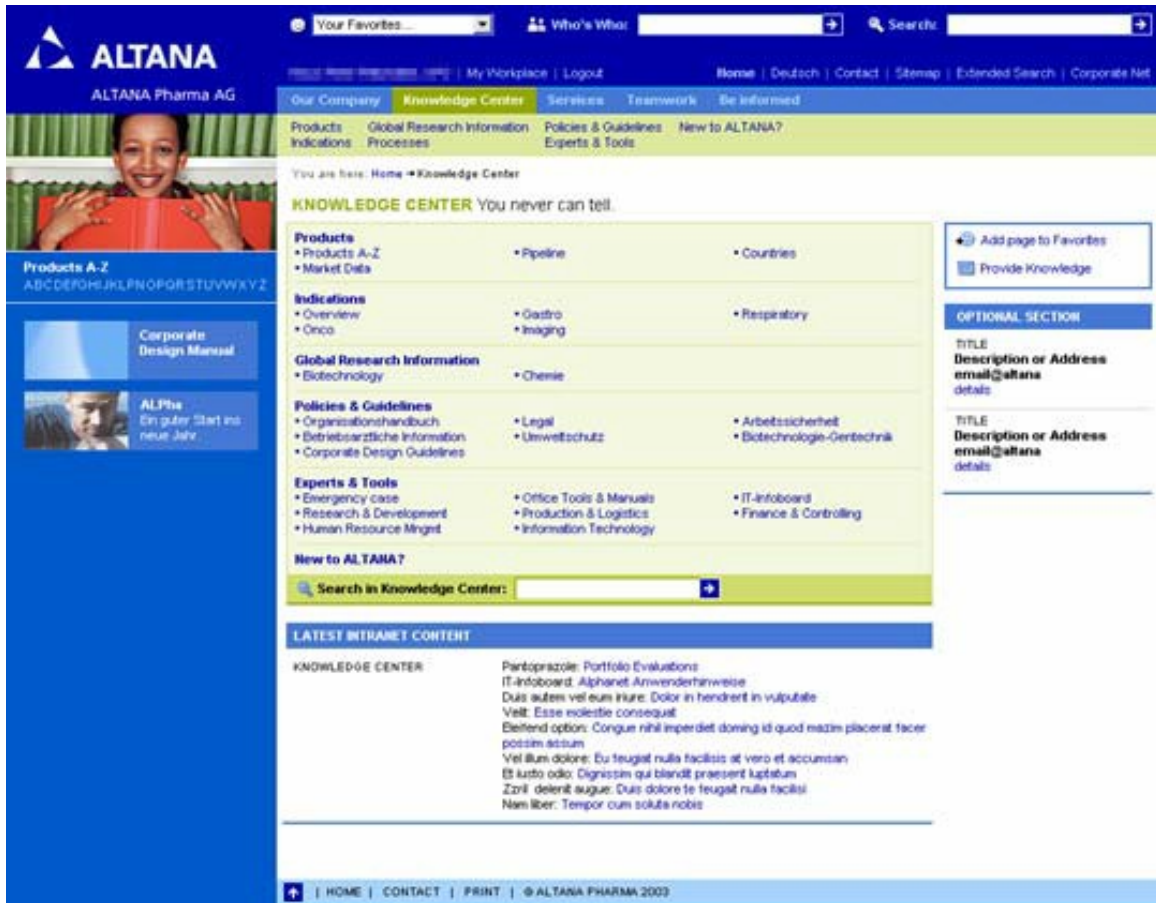 ALTANA
ALTANA Pharma AG
Your Favorites...
Who's Who:
Search:
| My Workplace | Logout
Home | Deutsch | Contact | Sitemap | Extended Search | Corporate Net
Our Company Knowledge Center Services Teamwork Be Informed
Products Global Research Information Policies & Guidelines New to ALTANA?
Indications Processes Experts & Tools
You are here: Home Knowledge Center
KNOWLEDGE CENTER You never can tell.
Products A-Z
ABCDEFGHIJKLPNOPQRSTUVWXYZ
Corporate
Design Manual
ALPha
Ein guter Start ins
neue Jahr.
Products
• Products A-Z • Pipeline • Countries
• Market Data
Indications
• Overview • Gastro • Respiratory
• Onco • Imaging
Global Research Information
• Biotechnology • Chemie
Policies & Guidelines
• Organisationshandbuch • Legal • Arbeitssicherheit
• Betriebsarztliche Information • Umweltschutz • Biotechnologie-Gentechnik
• Corporate Design Guidelines
Experts & Tools
• Emergency case • Office Tools & Manuals • IT-Infoboard
• Research & Development • Production & Logistics • Finance & Controlling
• Human Resource Mngmt • Information Technology
New to ALTANA?
Search in Knowledge Center:
Add page to Favorites
Provide Knowledge
OPTIONAL SECTION
TITLE
Description or Address
email@altana
details
TITLE
Description or Address
email@altana
details
LATEST INTRANET CONTENT
KNOWLEDGE CENTER
Pantoprazole: Portfolio Evaluations
IT-Infoboard: Alphanet Anwenderhinweise
Duis autem vel eum iriure: Dolor in hendrerit in vulputate
Velit: Esse molestie consequat
Eleifend option: Congue nihil imperdiet doming id quod mazim placerat facer
possim assum
Vel illum dolore: Eu feugiat nulla facilisis at vero et accumsan
Et iusto odio: Dignissim qui blandit praesent luptatum
Zzril delenit augue: Duis dolore te feugait nulla facilisi
Nam liber: Tempor cum soluta nobis
| HOME | CONTACT | PRINT | © ALTANA PHARMA 2003